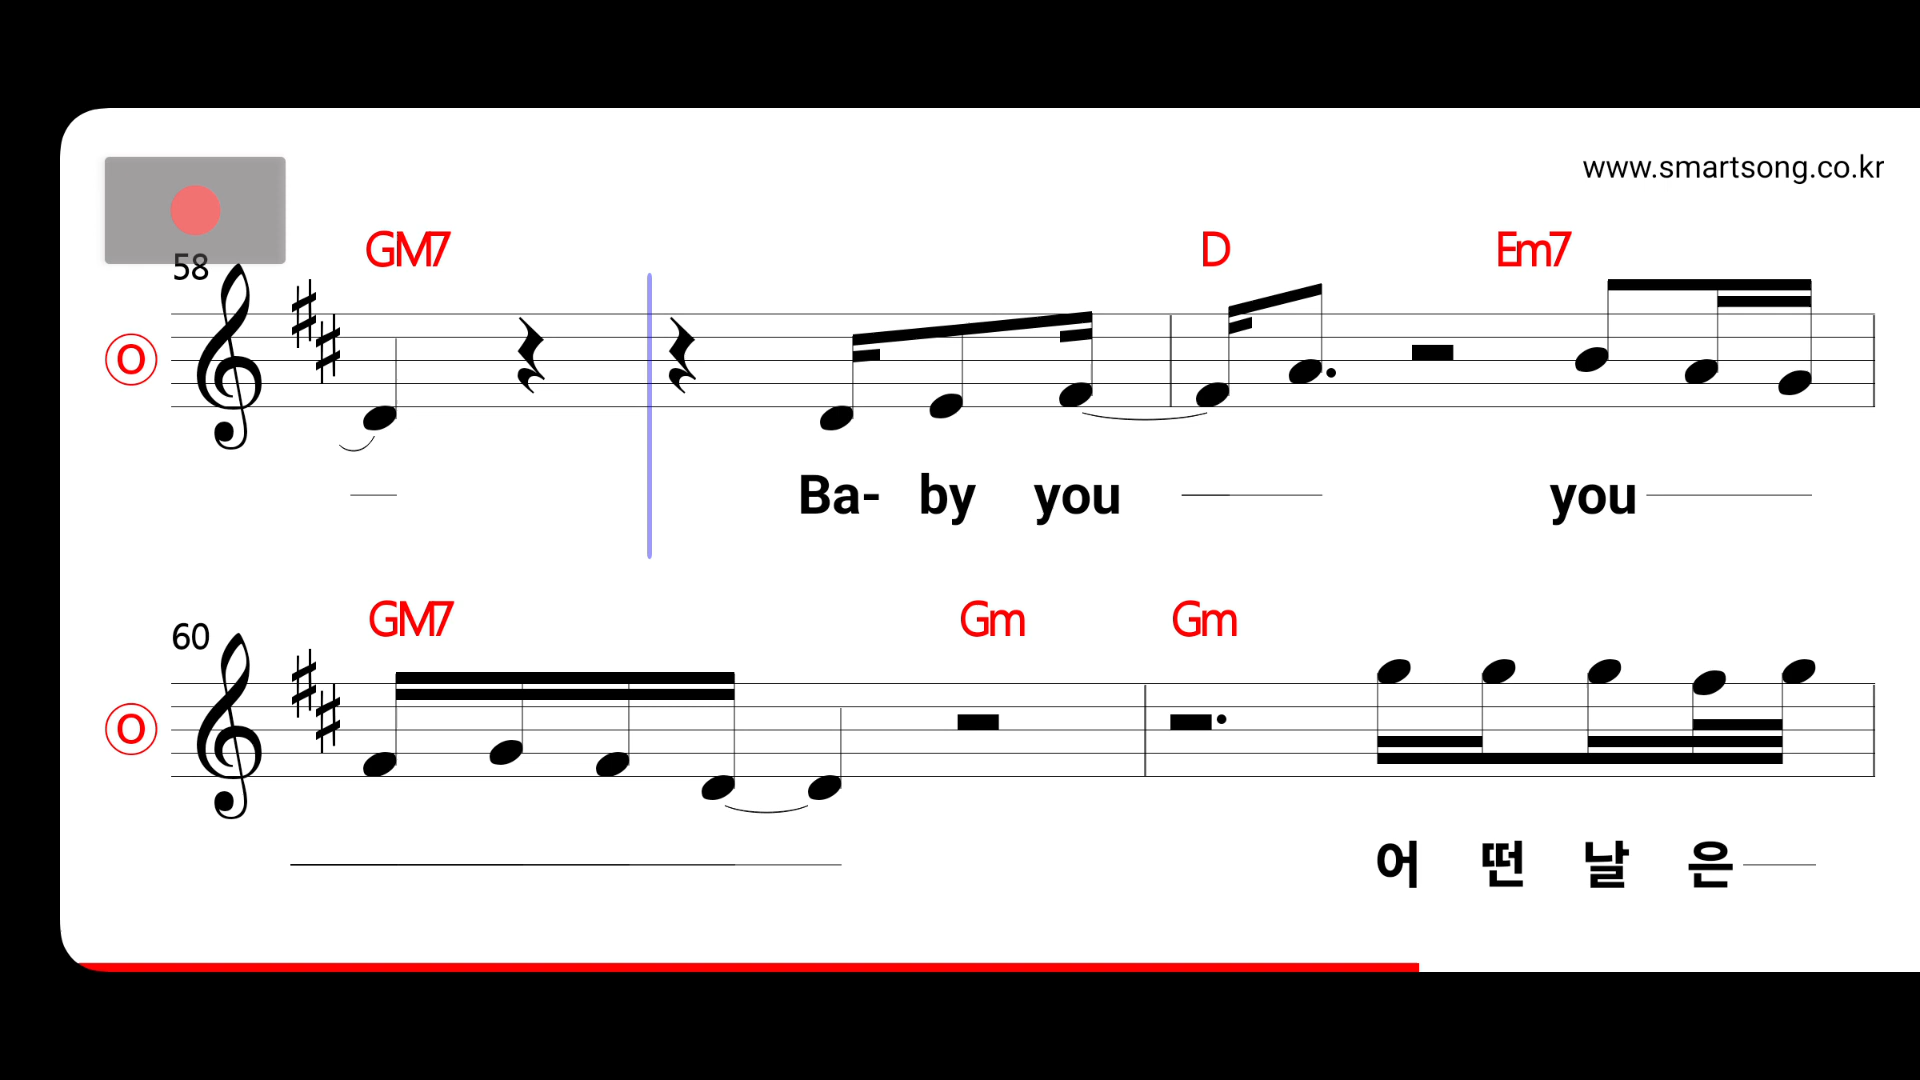 www.smartsong.co.kr
GM7 D Em7
58
O
Ba- by you you
GM7 Gm Gm
60
O
어 떤 날 은